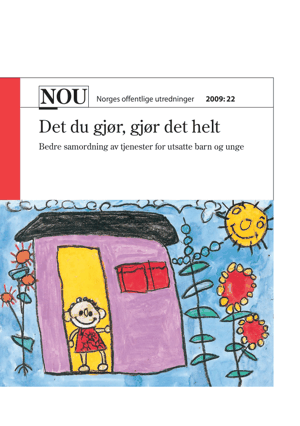 NOU Norges offentlige utredninger 2009: 22
Det du gjør, gjør det helt
Bedre samordning av tjenester for utsatte barn og unge